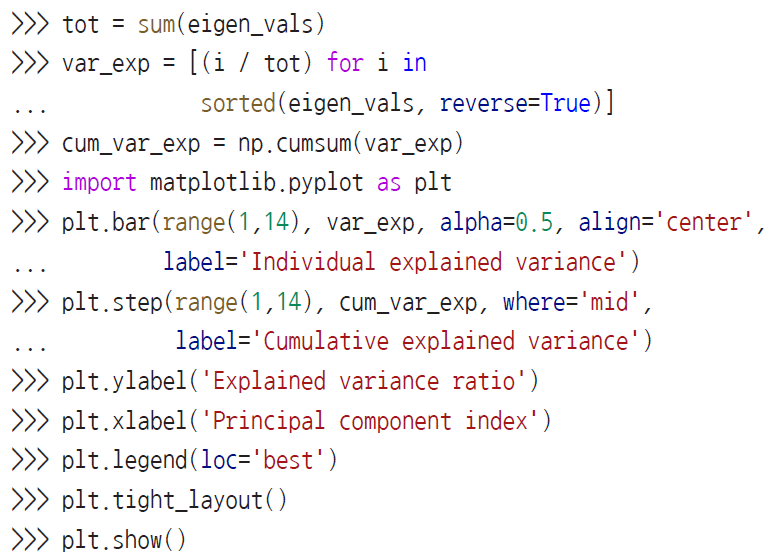 >>> tot = sum(eigen_vals)
>>> var_exp = [(i / tot) for i in
...            sorted(eigen_vals, reverse=True)]
>>> cum_var_exp = np.cumsum(var_exp)
>>> import matplotlib.pyplot as plt
>>> plt.bar(range(1,14), var_exp, alpha=0.5, align='center',
...         label='Individual explained variance')
>>> plt.step(range(1,14), cum_var_exp, where='mid',
...          label='Cumulative explained variance')
>>> plt.ylabel('Explained variance ratio')
>>> plt.xlabel('Principal component index')
>>> plt.legend(loc='best')
>>> plt.tight_layout()
>>> plt.show()